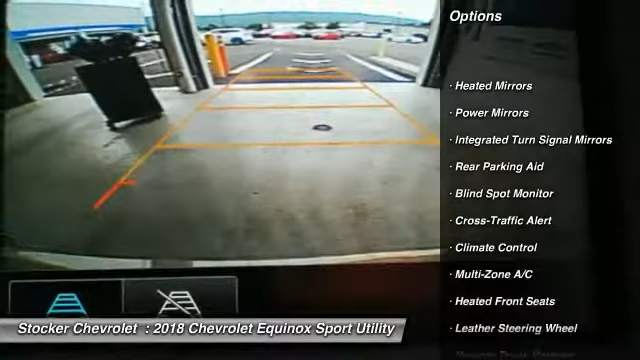 Options
· Heated Mirrors
· Power Mirrors
· Integrated Turn Signal Mirrors
· Rear Parking Aid
· Blind Spot Monitor
· Cross-Traffic Alert
· Climate Control
· Multi-Zone A/C
· Heated Front Seats
· Leather Steering Wheel
Stocker Chevrolet : 2018 Chevrolet Equinox Sport Utility